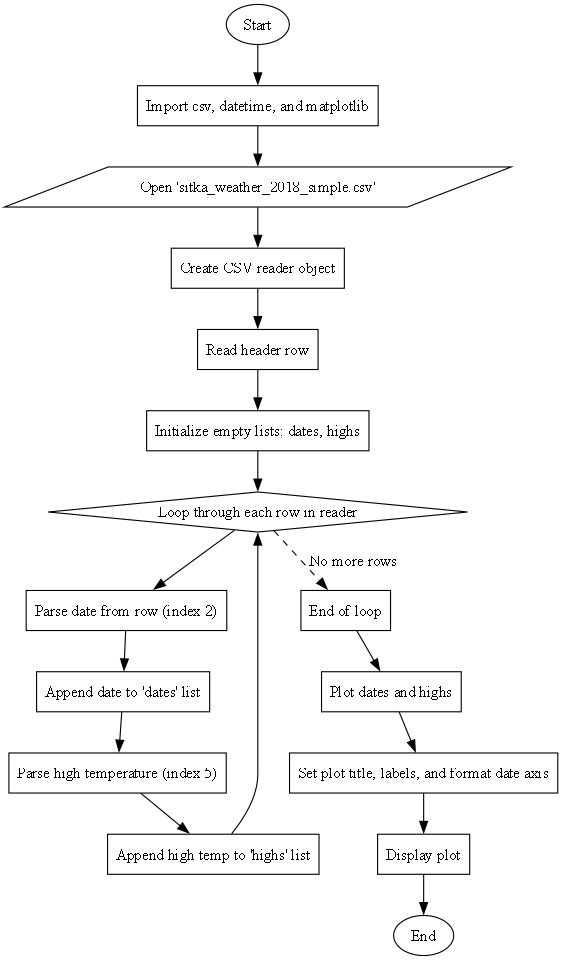 Start
Import csv, datetime, and matplotlib
Open 'sitka_weather_2018_simple.csv'
Create CSV reader object
Read header row
Initialize empty lists: dates, highs
Loop through each row in reader
No more rows
Parse date from row (index 2)
End of loop
Append date to 'dates' list
Plot dates and highs
Parse high temperature (index 5)
Set plot title, labels, and format date axis
Append high temp to 'highs' list
Display plot
End